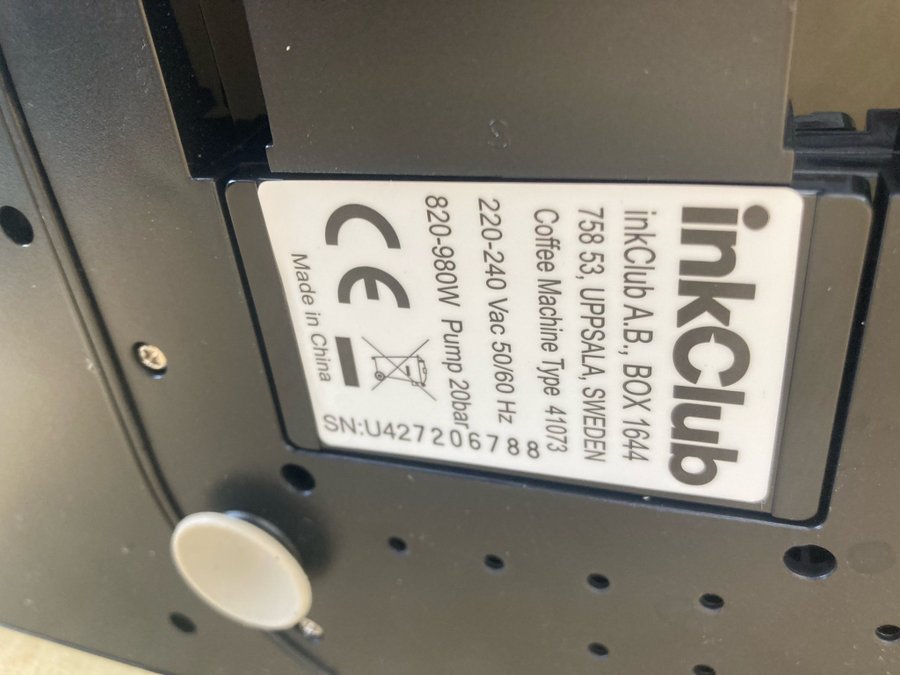 inkClub
inkClub A.B., BOX 1644
758 53, UPPSALA, SWEDEN
Coffee Machine Type 41073
220-240 Vac 50/60 Hz
820-980W Pump 20bar
CE
Made in China
SN:U427206788